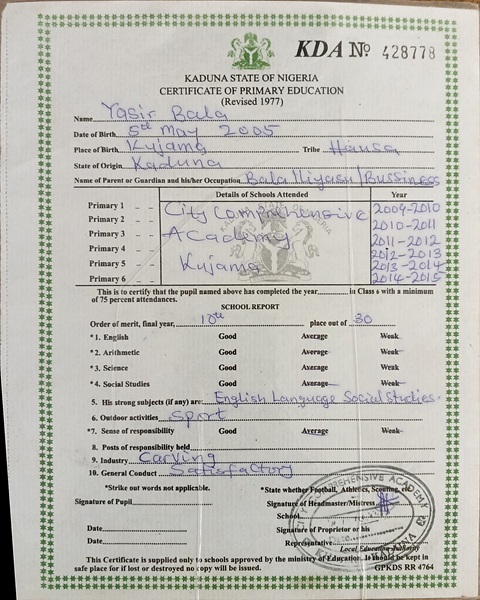 KDA No 428778
KADUNA STATE OF NIGERIA
CERTIFICATE OF PRIMARY EDUCATION
(Revised 1977)
Name Yasir Bala
Date of Birth 5th May 2005
Place of Birth Kujama Tribe Hausa
State of Origin Kaduna
Name of Parent or Guardian and his/her Occupation Bala Iliyasu/Bussiness
Details of Schools Attended Year
Primary 1 City Comprehensive 2009-2010
Primary 2 2010-2011
Primary 3 Academy 2011-2012
Primary 4 2012-2013
Primary 5 Kujama 2013-2014
Primary 6 2014-2015
This is to certify that the pupil named above has completed the year in Class 6 with a minimum
of 75 percent attendances.
SCHOOL REPORT
Order of merit, final year, 10th place out of 30
*1. English Good Average Weak
*2. Arithmetic Good Average Weak
*3. Science Good Average Weak
*4. Social Studies Good Average Weak
5. His strong subjects (if any) are: English Language Social Studies.
6. Outdoor activities Sport
*7. Sense of responsibility Good Average Weak
8. Posts of responsibility held
9. Industry Carving
10. General Conduct Satisfactory
*Strike out words not applicable. *State whether Football, Athletics, Scouting, etc.
Signature of Pupil Signature of Headmaster/Mistress
School
Date Signature of Proprietor or his
Date Representative
Local Education Authority
This Certificate is supplied only to schools approved by the ministry of Education. It should be kept in
safe place for if lost or destroyed no copy will be issued. GPKDS RR 4764